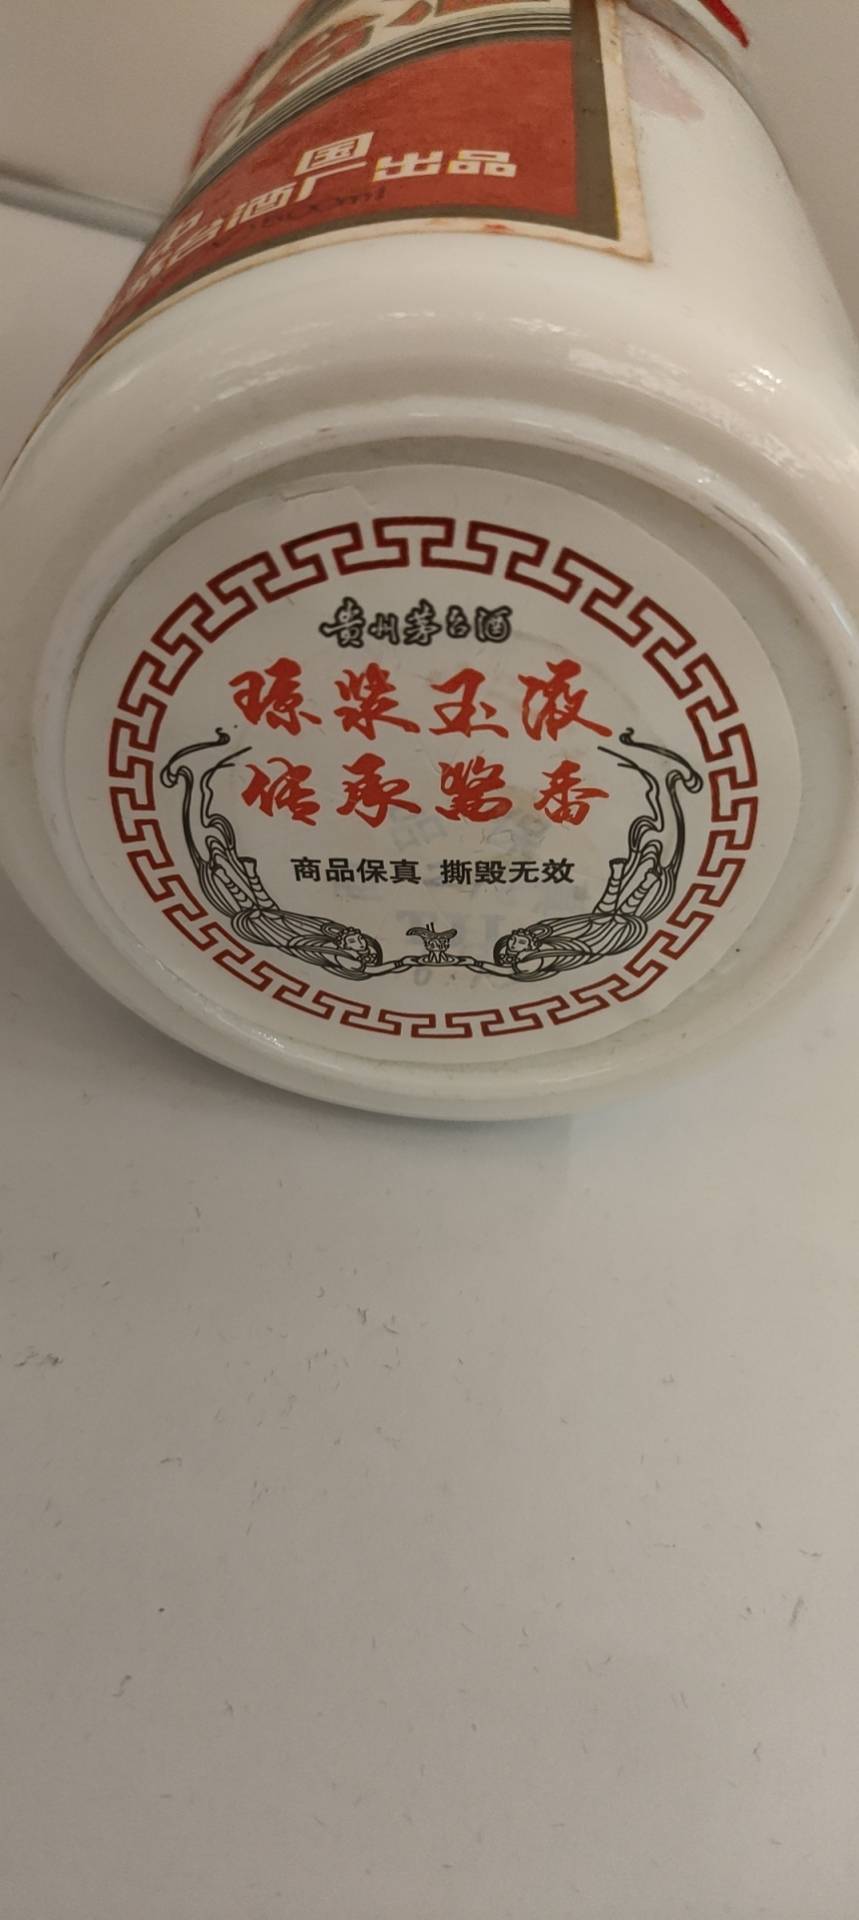 国
酒厂出品
贵州茅台酒
琼浆玉液
传承酱香
商品保真 撕毁无效